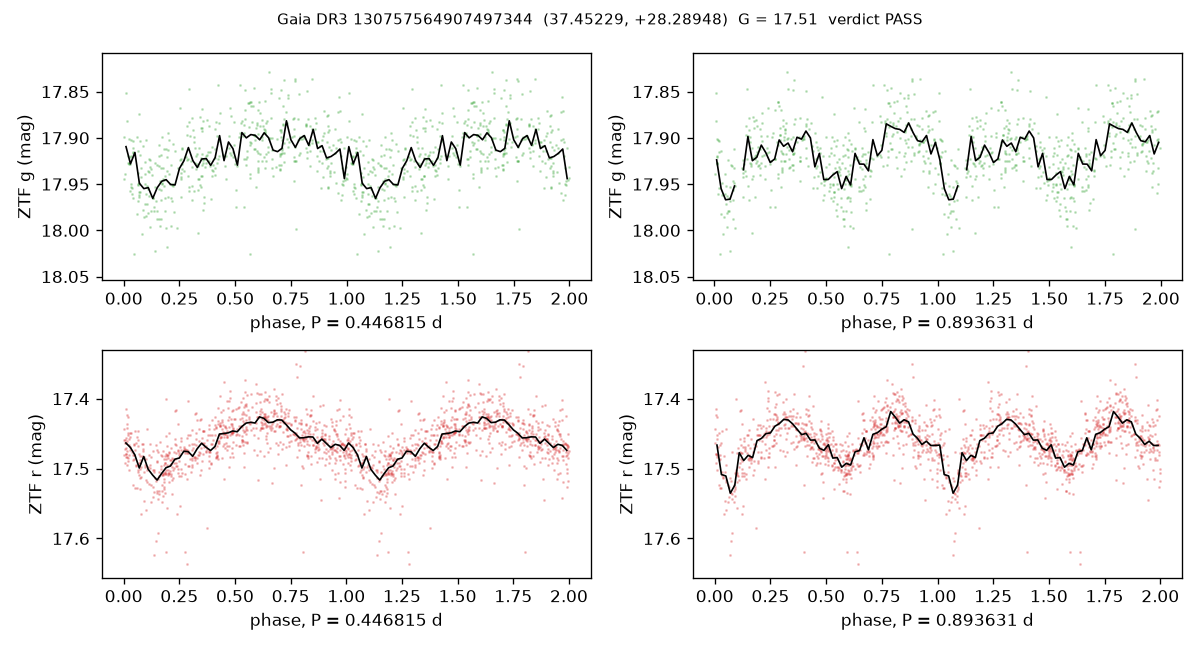 Gaia DR3 130757564907497344  (37.45229, +28.28948)  G = 17.51  verdict PASS
ZTF g (mag)
17.85
17.90
17.95
18.00
18.05
0.00 0.25 0.50 0.75 1.00 1.25 1.50 1.75 2.00
phase, P = 0.446815 d
ZTF g (mag)
17.85
17.90
17.95
18.00
18.05
0.00 0.25 0.50 0.75 1.00 1.25 1.50 1.75 2.00
phase, P = 0.893631 d
ZTF r (mag)
17.4
17.5
17.6
0.00 0.25 0.50 0.75 1.00 1.25 1.50 1.75 2.00
phase, P = 0.446815 d
ZTF r (mag)
17.4
17.5
17.6
0.00 0.25 0.50 0.75 1.00 1.25 1.50 1.75 2.00
phase, P = 0.893631 d